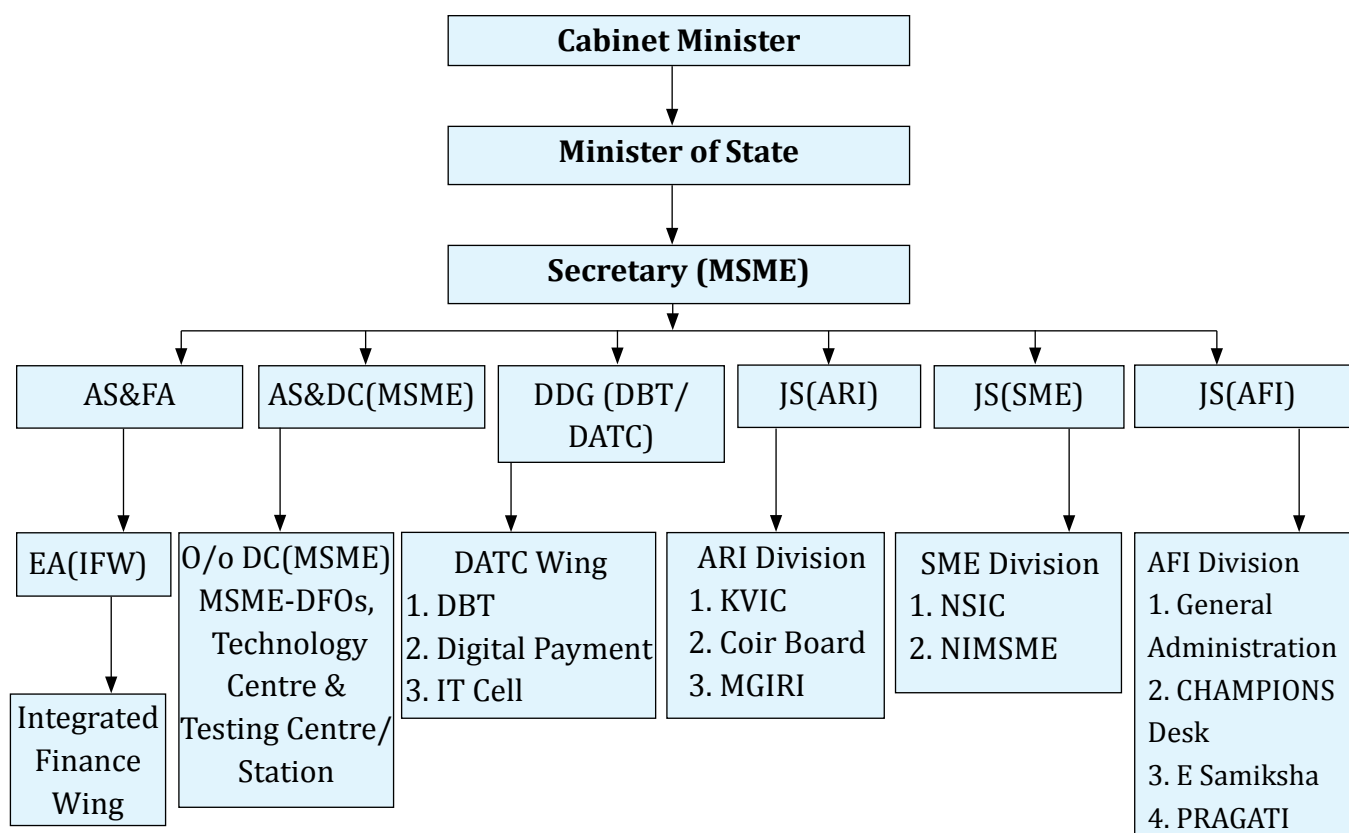 Cabinet Minister
Minister of State
Secretary (MSME)
AS&FA
AS&DC(MSME)
DDG (DBT/
DATC)
JS(ARI)
JS(SME)
JS(AFI)
EA(IFW)
O/o DC(MSME)
MSME-DFOs,
Technology
Centre &
Testing Centre/
Station
DATC Wing
1. DBT
2. Digital Payment
3. IT Cell
ARI Division
1. KVIC
2. Coir Board
3. MGIRI
SME Division
1. NSIC
2. NIMSME
AFI Division
1. General
Administration
2. CHAMPIONS
Desk
3. E Samiksha
4. PRAGATI
Integrated
Finance
Wing